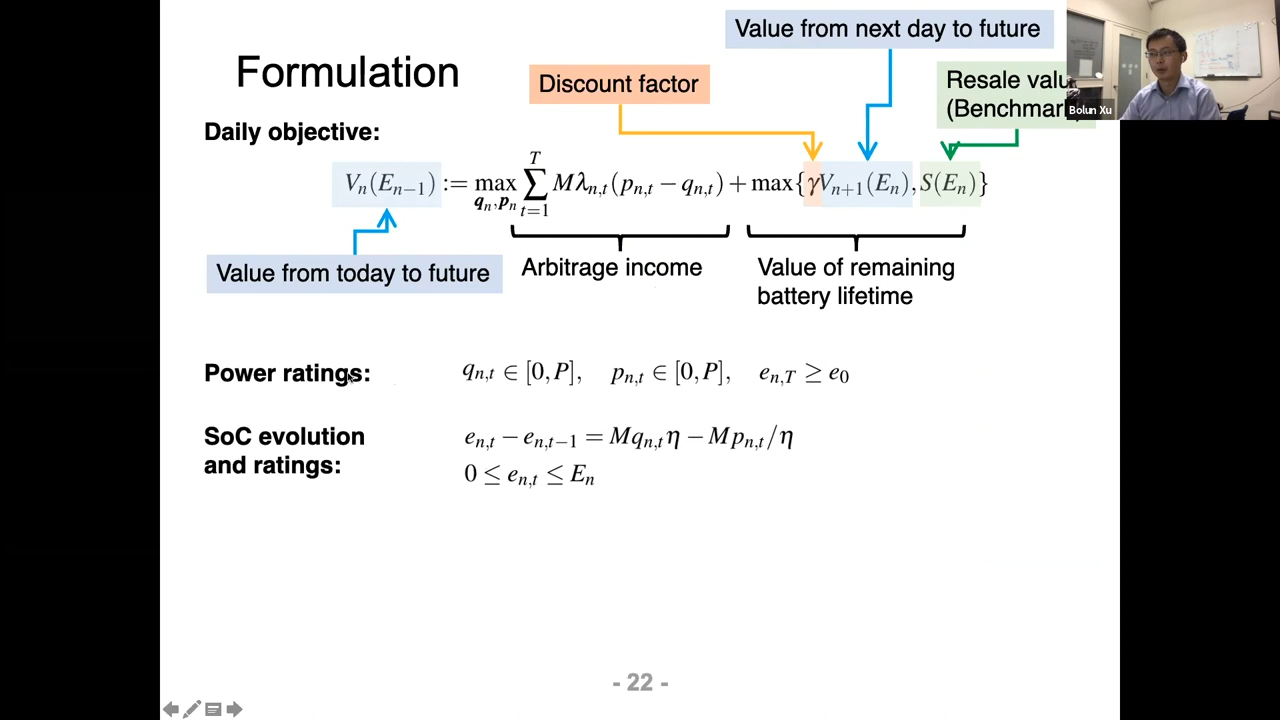 Value from next day to future
Formulation
Discount factor
Resale valu
(Benchmar
Bolun Xu
Daily objective:
V_n(E_{n−1}) := max_{q_n,p_n} ∑_{t=1}^{T} Mλ_{n,t}(p_{n,t} − q_{n,t}) + max{γV_{n+1}(E_n), S(E_n)}
Value from today to future
Arbitrage income
Value of remaining
battery lifetime
Power ratings: q_{n,t} ∈ [0,P], p_{n,t} ∈ [0,P], e_{n,T} ≥ e_0
SoC evolution
and ratings:
e_{n,t} − e_{n,t−1} = Mq_{n,t}η − Mp_{n,t}/η
0 ≤ e_{n,t} ≤ E_n
- 22 -